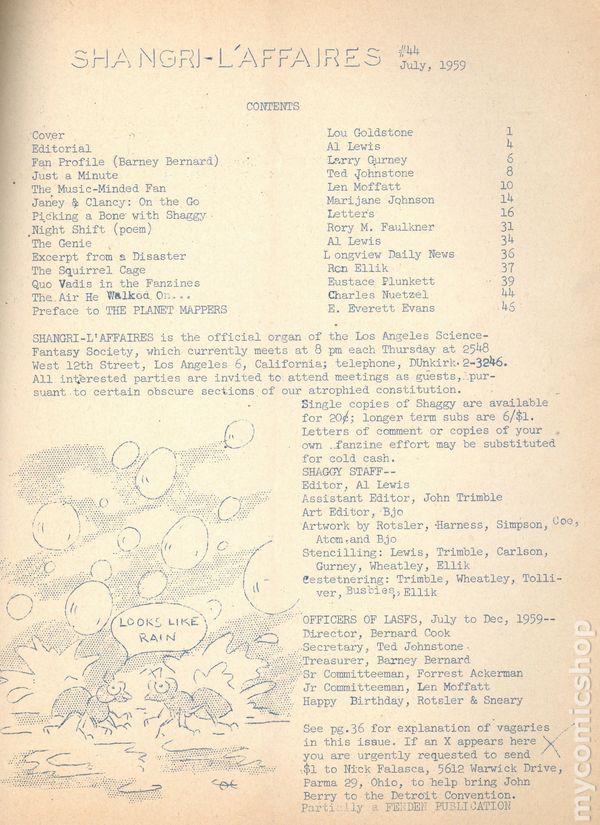 SHANGRI-L'AFFAIRES #44
July, 1959
CONTENTS
Cover Lou Goldstone 1
Editorial Al Lewis 4
Fan Profile (Barney Bernard) Larry Gurney 6
Just a Minute Ted Johnstone 8
The Music-Minded Fan Len Moffatt 10
Janey & Clancy: On the Go Marijane Johnson 14
Picking a Bone with Shaggy Letters 16
Night Shift (poem) Rory M. Faulkner 31
The Genie Al Lewis 34
Excerpt from a Disaster Longview Daily News 36
The Squirrel Cage Ron Ellik 37
Quo Vadis in the Fanzines Eustace Plunkett 39
The Air He Walked On... Charles Nuetzel 44
Preface to THE PLANET MAPPERS E. Everett Evans 46
SHANGRI-L'AFFAIRES is the official organ of the Los Angeles Science-
Fantasy Society, which currently meets at 8 pm each Thursday at 2548
West 12th Street, Los Angeles 6, California; telephone, DUnkirk 2-3246.
All interested parties are invited to attend meetings as guests, pur-
suant to certain obscure sections of our atrophied constitution.
Single copies of Shaggy are available
for 20¢; longer term subs are 6/$1.
Letters of comment or copies of your
own fanzine effort may be substituted
for cold cash.
SHAGGY STAFF--
Editor, Al Lewis
Assistant Editor, John Trimble
Art Editor, Bjo
Artwork by Rotsler, Harness, Simpson, Coe,
Atom and Bjo
Stencilling: Lewis, Trimble, Carlson,
Gurney, Wheatley, Ellik
Gestetnering: Trimble, Wheatley, Tolli-
ver, Busbies, Ellik
LOOKS LIKE
RAIN
OFFICERS OF LASFS, July to Dec, 1959--
Director, Bernard Cook
Secretary, Ted Johnstone
Treasurer, Barney Bernard
Sr Committeeman, Forrest Ackerman
Jr Committeeman, Len Moffatt
Happy Birthday, Rotsler & Sneary
See pg.36 for explanation of vagaries
in this issue. If an X appears here X
you are urgently requested to send
$1 to Nick Falasca, 5612 Warwick Drive,
Parma 29, Ohio, to help bring John
Berry to the Detroit Convention.
Partially a FENDEN PUBLICATION
mycomicshop